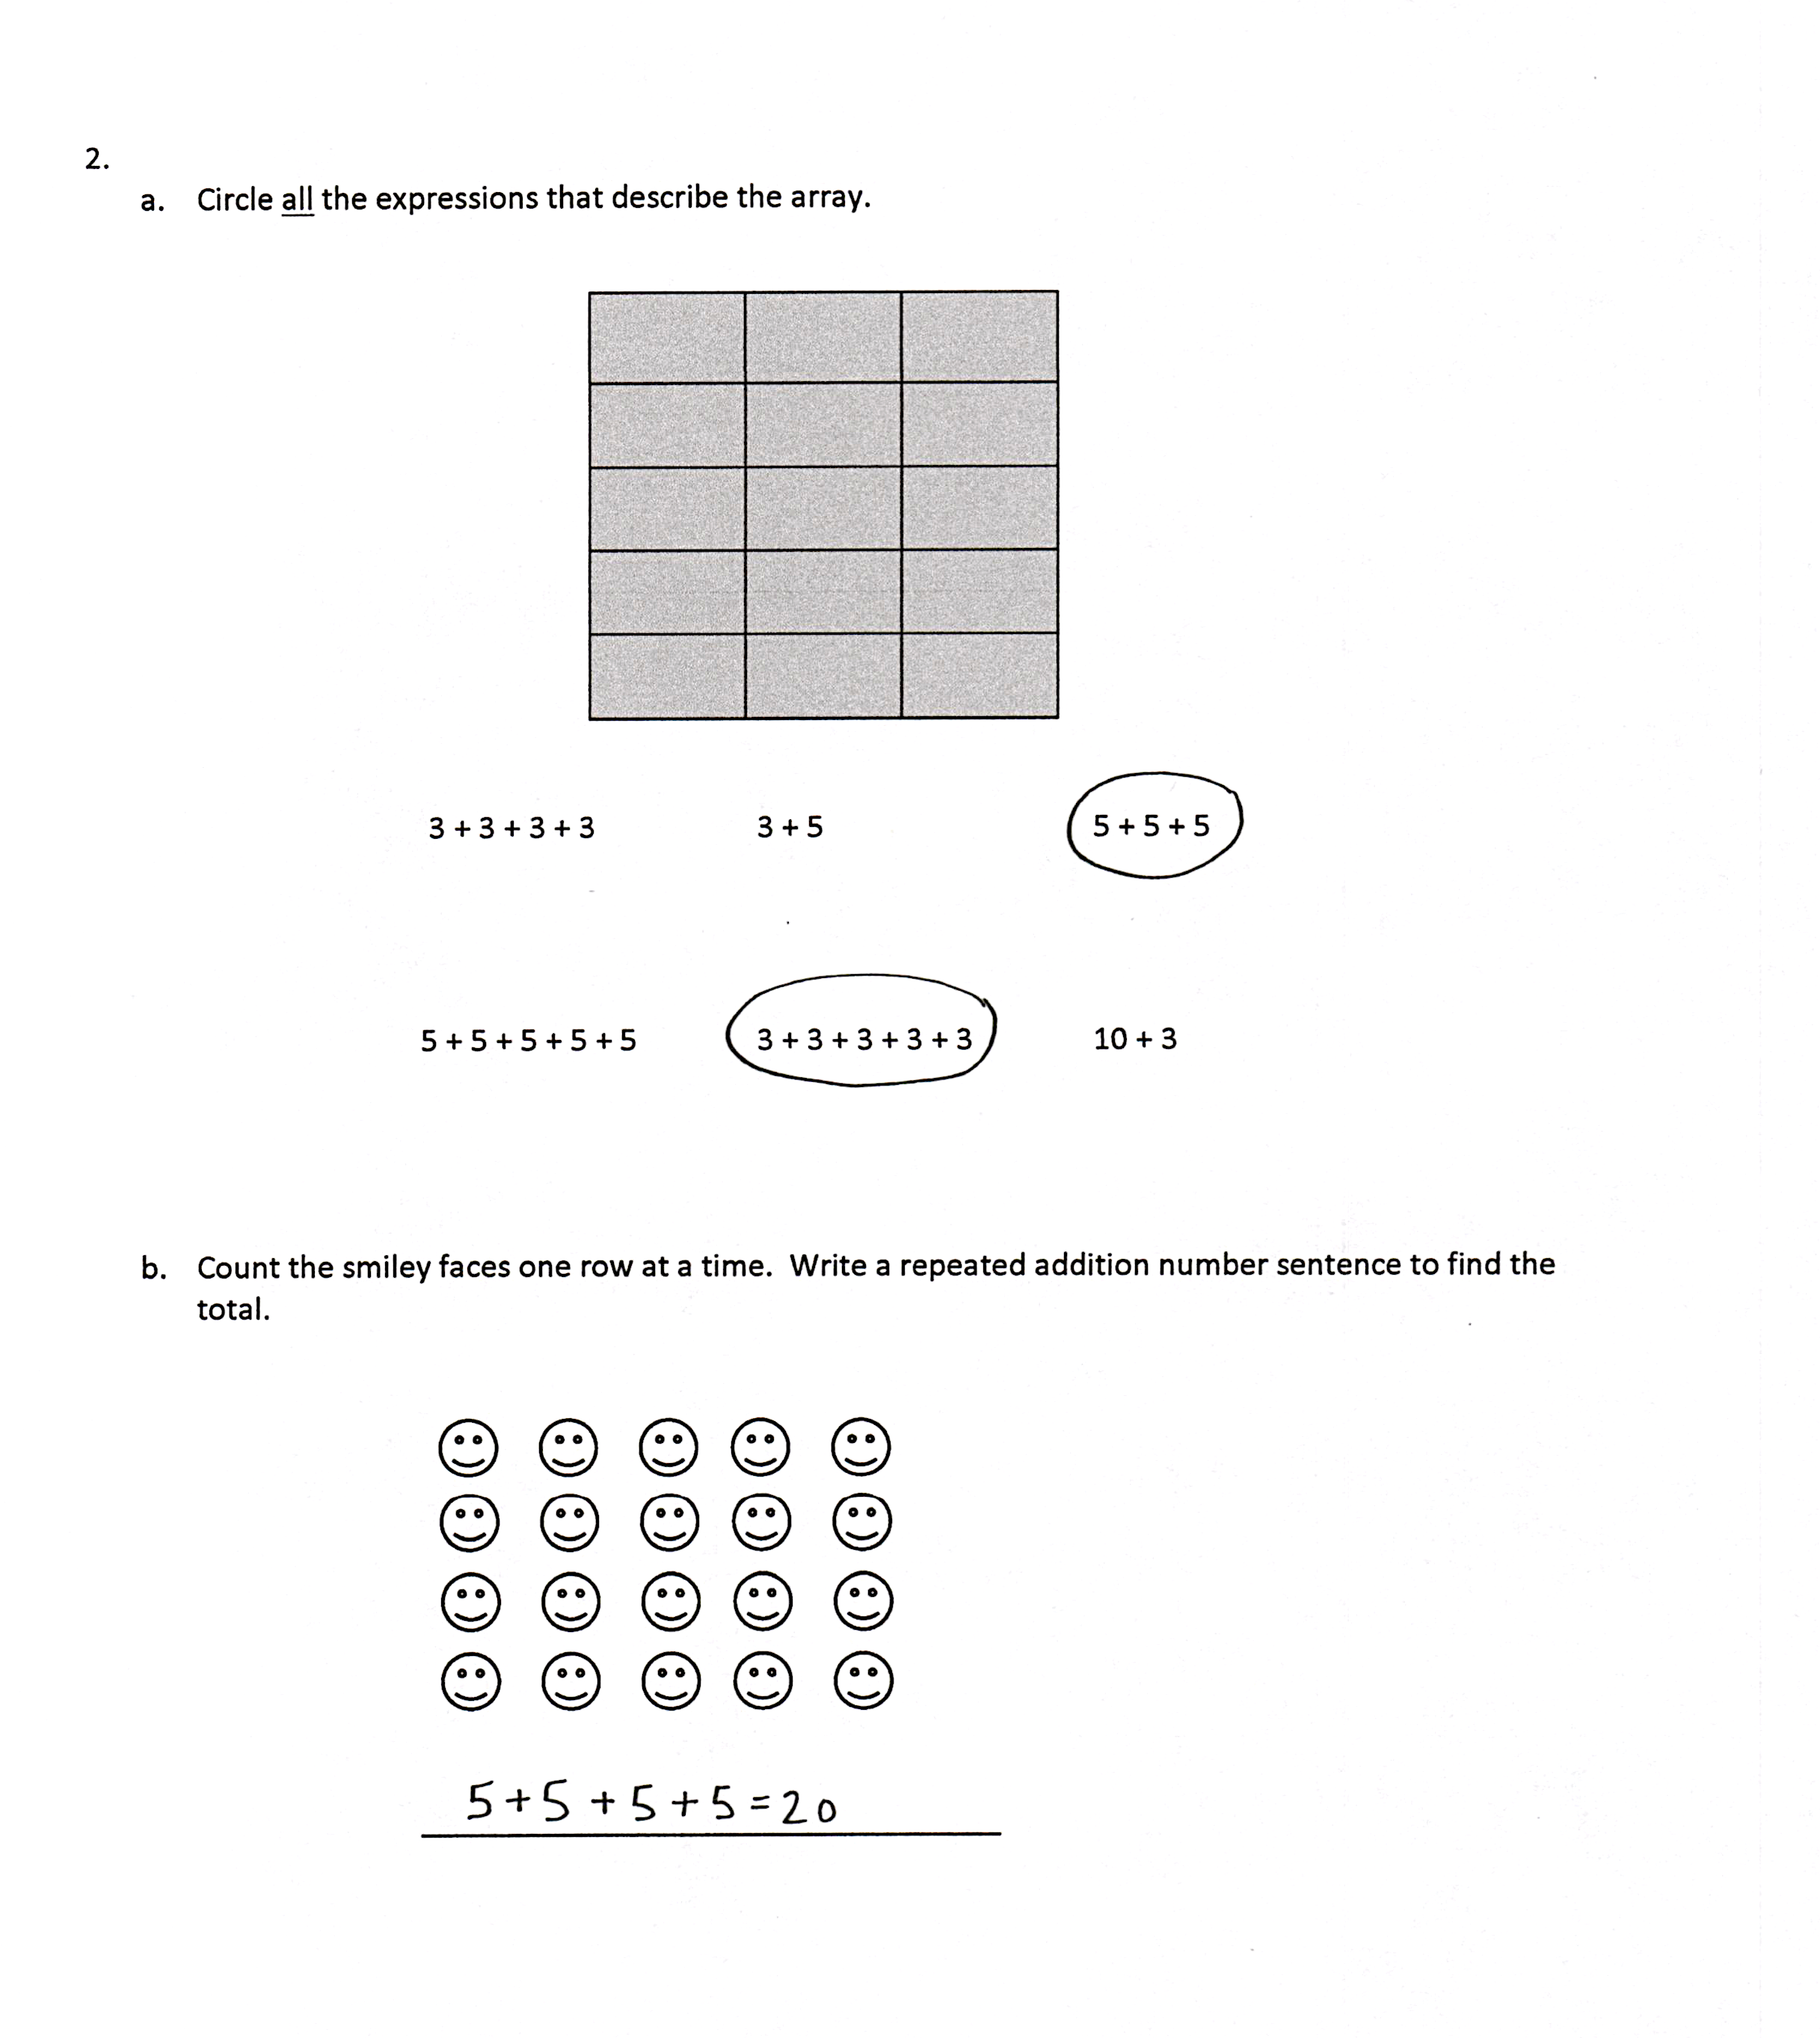 2.
a. Circle all the expressions that describe the array.
3 + 3 + 3 + 3 3 + 5 5 + 5 + 5
5 + 5 + 5 + 5 + 5 3 + 3 + 3 + 3 + 3 10 + 3
b. Count the smiley faces one row at a time. Write a repeated addition number sentence to find the
total.
5+5+5+5=20